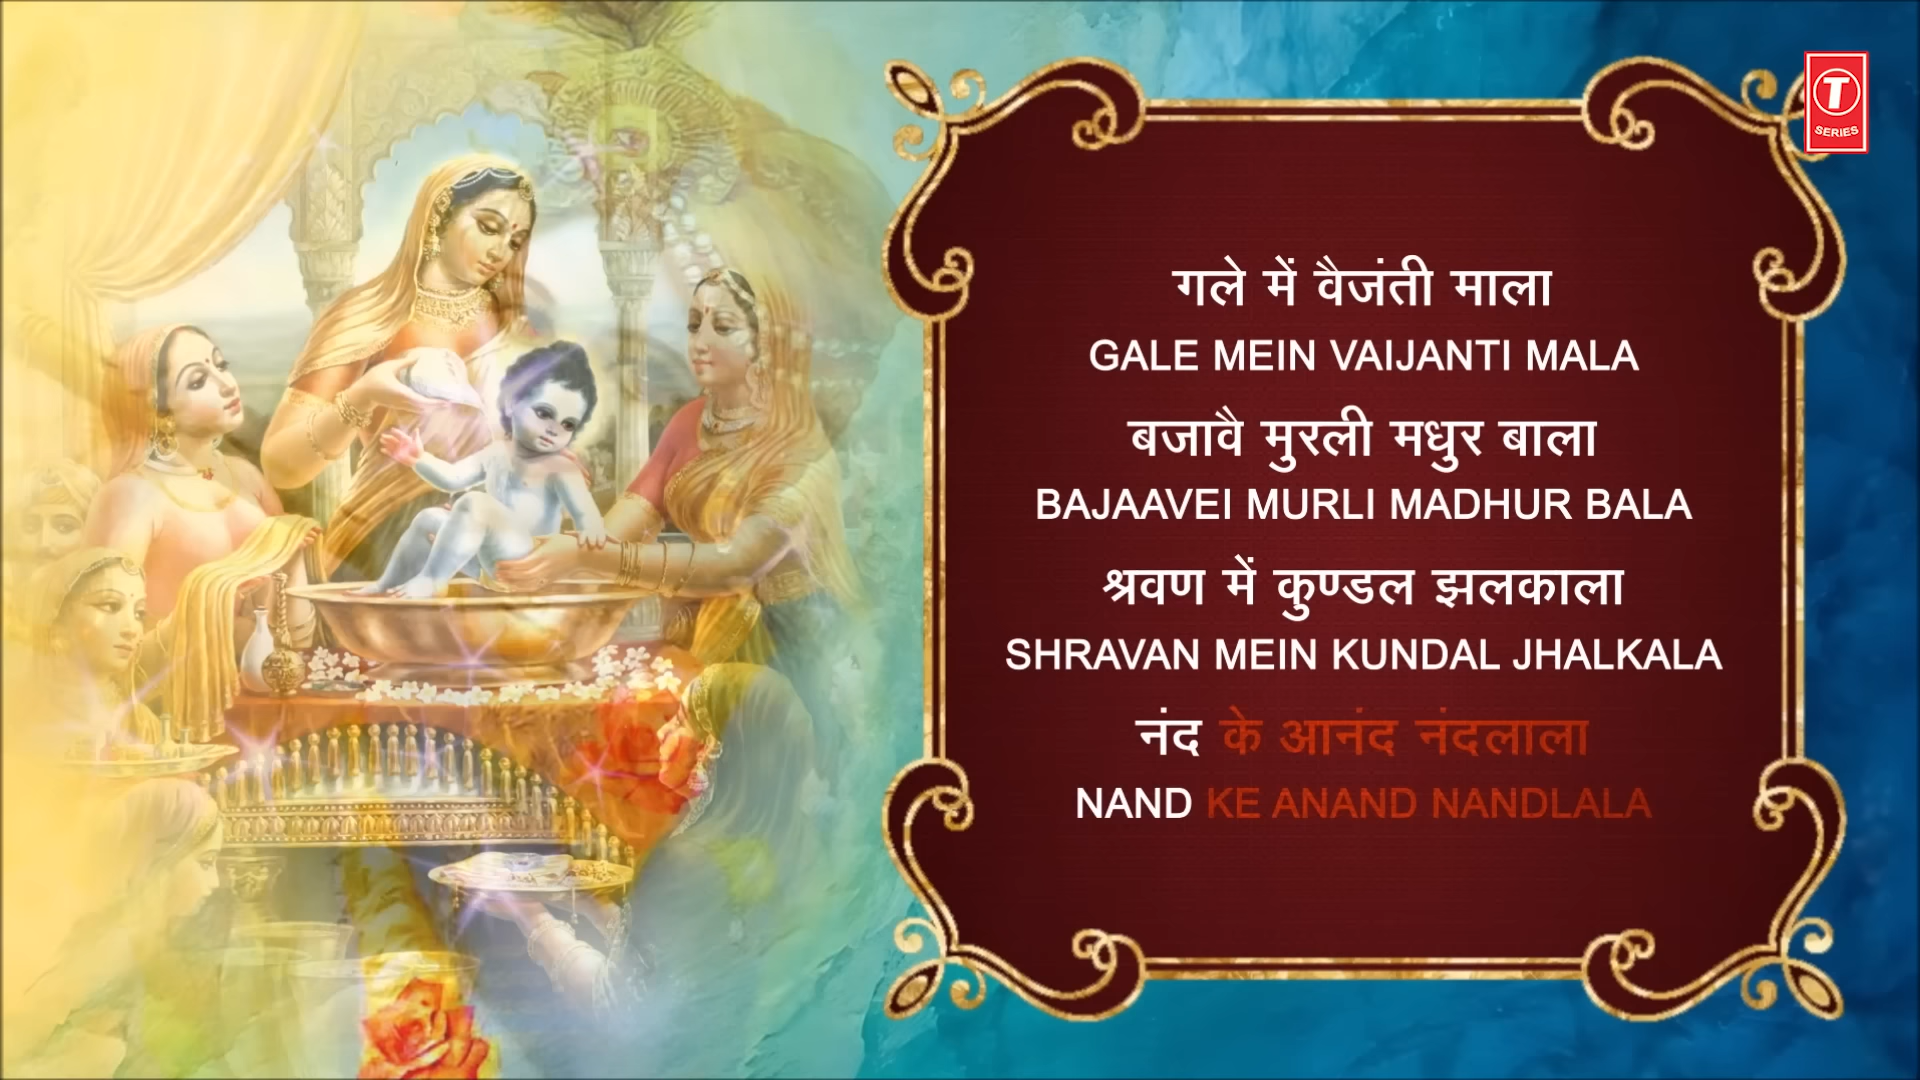 T
SERIES
गले में वैजंती माला
GALE MEIN VAIJANTI MALA
बजावै मुरली मधुर बाला
BAJAAVEI MURLI MADHUR BALA
श्रवण में कुण्डल झलकाला
SHRAVAN MEIN KUNDAL JHALKALA
नंद के आनंद नंदलाला
NAND KE ANAND NANDLALA